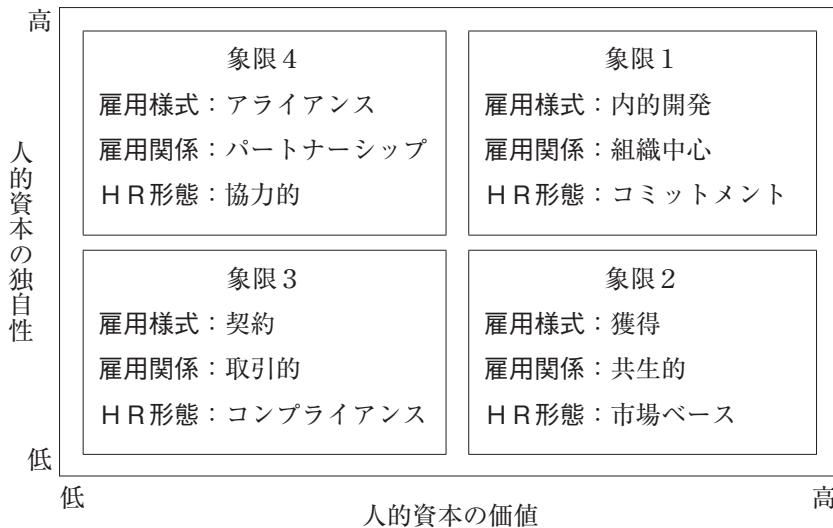 高
象限4
雇用様式：アライアンス
雇用関係：パートナーシップ
HR形態：協力的
象限1
雇用様式：内的開発
雇用関係：組織中心
HR形態：コミットメント
人的資本の独自性
象限3
雇用様式：契約
雇用関係：取引的
HR形態：コンプライアンス
象限2
雇用様式：獲得
雇用関係：共生的
HR形態：市場ベース
低
低
人的資本の価値
高